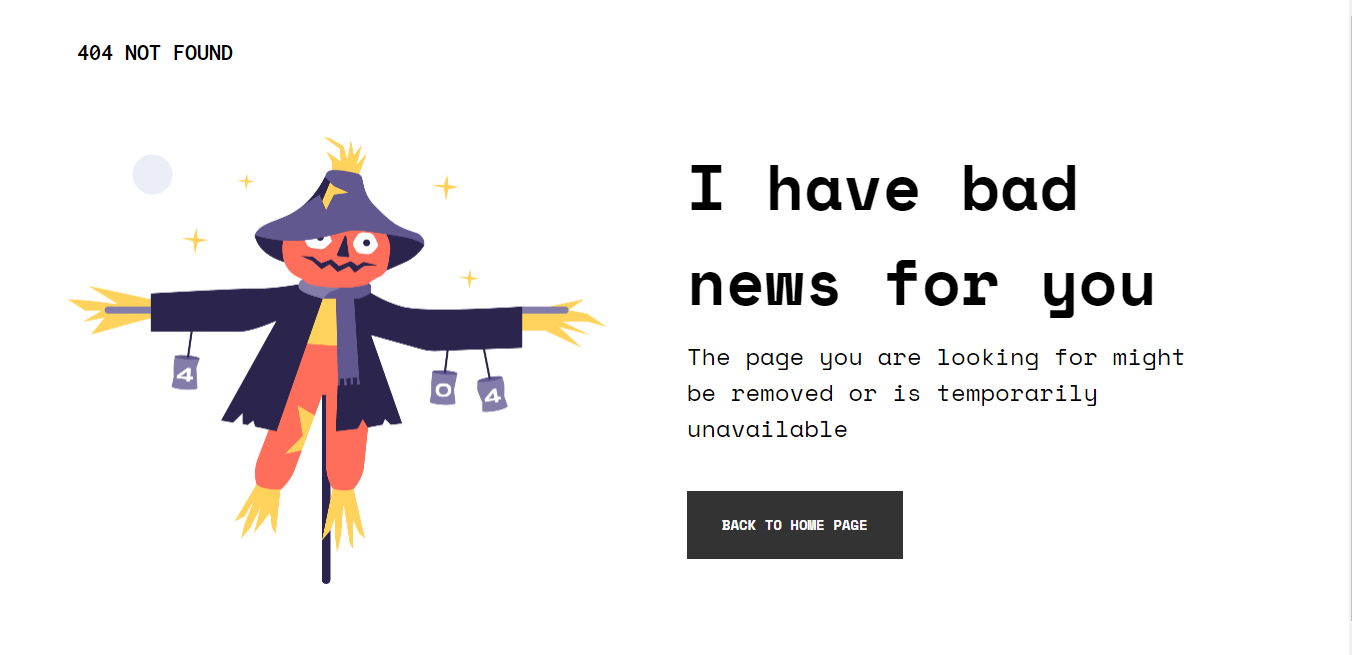 404 NOT FOUND
I have bad
news for you
The page you are looking for might
be removed or is temporarily
unavailable
BACK TO HOME PAGE
4
0
4